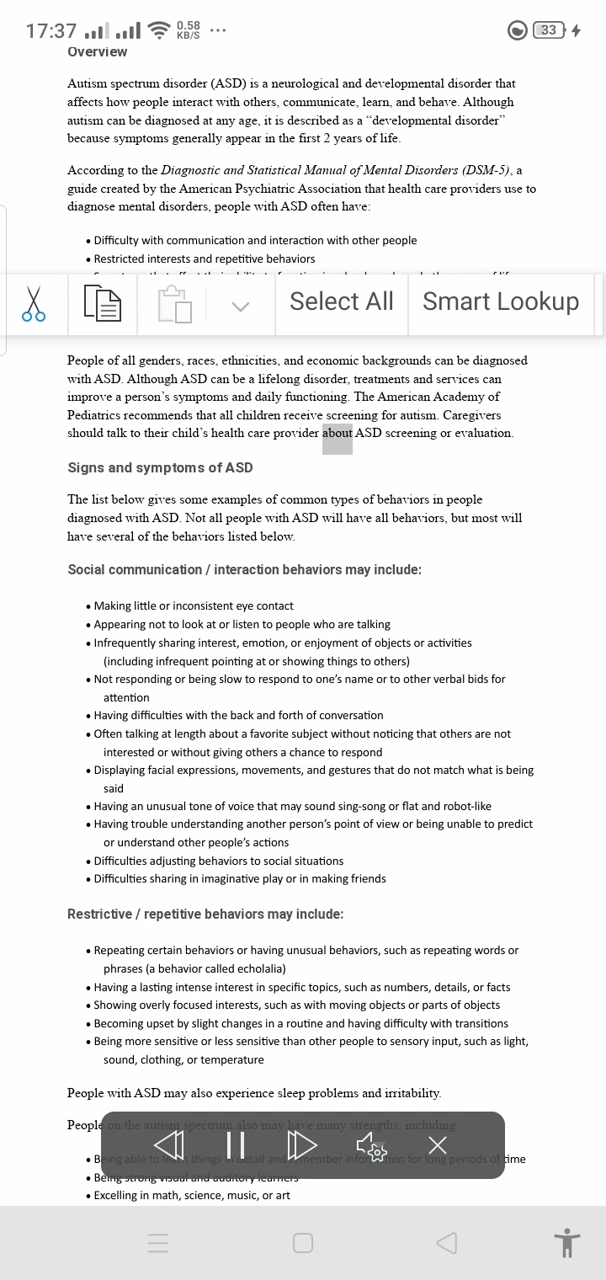 17:37 0.58 KB/S ... 33
Overview
Autism spectrum disorder (ASD) is a neurological and developmental disorder that
affects how people interact with others, communicate, learn, and behave. Although
autism can be diagnosed at any age, it is described as a “developmental disorder”
because symptoms generally appear in the first 2 years of life.
According to the Diagnostic and Statistical Manual of Mental Disorders (DSM-5), a
guide created by the American Psychiatric Association that health care providers use to
diagnose mental disorders, people with ASD often have:
• Difficulty with communication and interaction with other people
• Restricted interests and repetitive behaviors
Select All Smart Lookup
People of all genders, races, ethnicities, and economic backgrounds can be diagnosed
with ASD. Although ASD can be a lifelong disorder, treatments and services can
improve a person’s symptoms and daily functioning. The American Academy of
Pediatrics recommends that all children receive screening for autism. Caregivers
should talk to their child’s health care provider about ASD screening or evaluation.
Signs and symptoms of ASD
The list below gives some examples of common types of behaviors in people
diagnosed with ASD. Not all people with ASD will have all behaviors, but most will
have several of the behaviors listed below.
Social communication / interaction behaviors may include:
• Making little or inconsistent eye contact
• Appearing not to look at or listen to people who are talking
• Infrequently sharing interest, emotion, or enjoyment of objects or activities
(including infrequent pointing at or showing things to others)
• Not responding or being slow to respond to one’s name or to other verbal bids for
attention
• Having difficulties with the back and forth of conversation
• Often talking at length about a favorite subject without noticing that others are not
interested or without giving others a chance to respond
• Displaying facial expressions, movements, and gestures that do not match what is being
said
• Having an unusual tone of voice that may sound sing-song or flat and robot-like
• Having trouble understanding another person’s point of view or being unable to predict
or understand other people’s actions
• Difficulties adjusting behaviors to social situations
• Difficulties sharing in imaginative play or in making friends
Restrictive / repetitive behaviors may include:
• Repeating certain behaviors or having unusual behaviors, such as repeating words or
phrases (a behavior called echolalia)
• Having a lasting intense interest in specific topics, such as numbers, details, or facts
• Showing overly focused interests, such as with moving objects or parts of objects
• Becoming upset by slight changes in a routine and having difficulty with transitions
• Being more sensitive or less sensitive than other people to sensory input, such as light,
sound, clothing, or temperature
People with ASD may also experience sleep problems and irritability.
People on the autism spectrum also may have many strengths, including:
• Being able to learn things in detail and remember information for long periods of time
• Being strong visual and auditory learners
• Excelling in math, science, music, or art